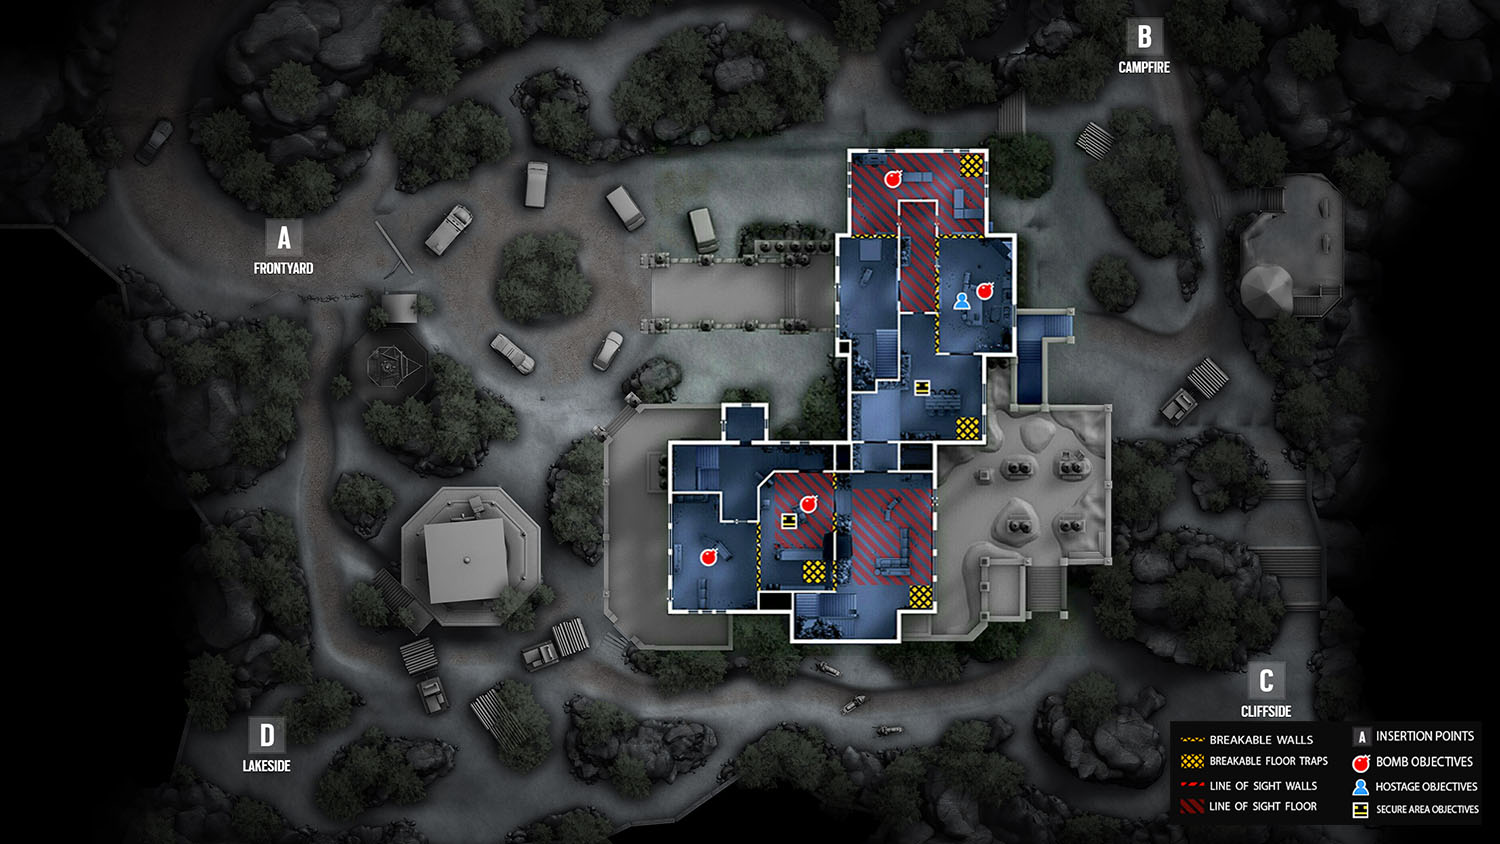 B
CAMPFIRE
A
FRONTYARD
C
CLIFFSIDE
D
LAKESIDE
BREAKABLE WALLS
BREAKABLE FLOOR TRAPS
LINE OF SIGHT WALLS
LINE OF SIGHT FLOOR
A INSERTION POINTS
BOMB OBJECTIVES
HOSTAGE OBJECTIVES
SECURE AREA OBJECTIVES